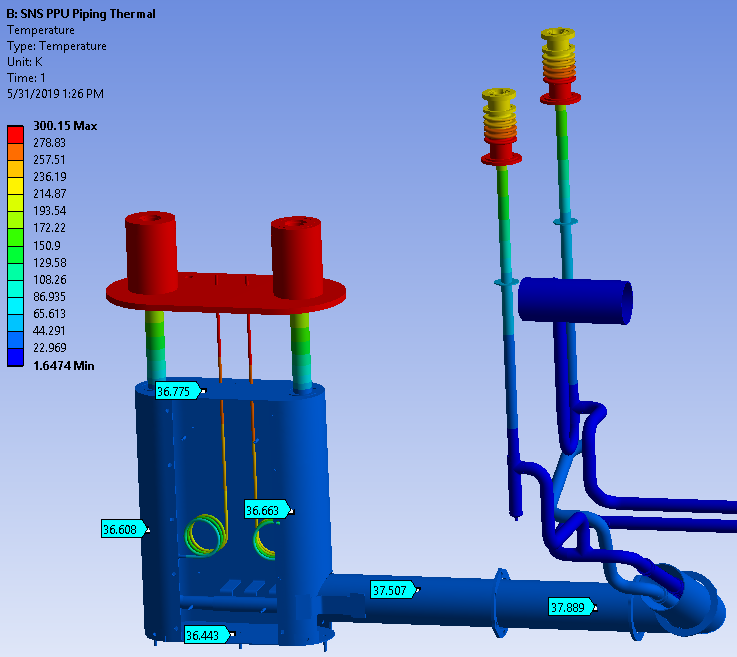 B: SNS PPU Piping Thermal
Temperature
Type: Temperature
Unit: K
Time: 1
5/31/2019 1:26 PM
300.15 Max
278.83
257.51
236.19
214.87
193.54
172.22
150.9
129.58
108.26
86.935
65.613
44.291
22.969
1.6474 Min
36.775
36.663
36.608
37.507
37.889
36.443